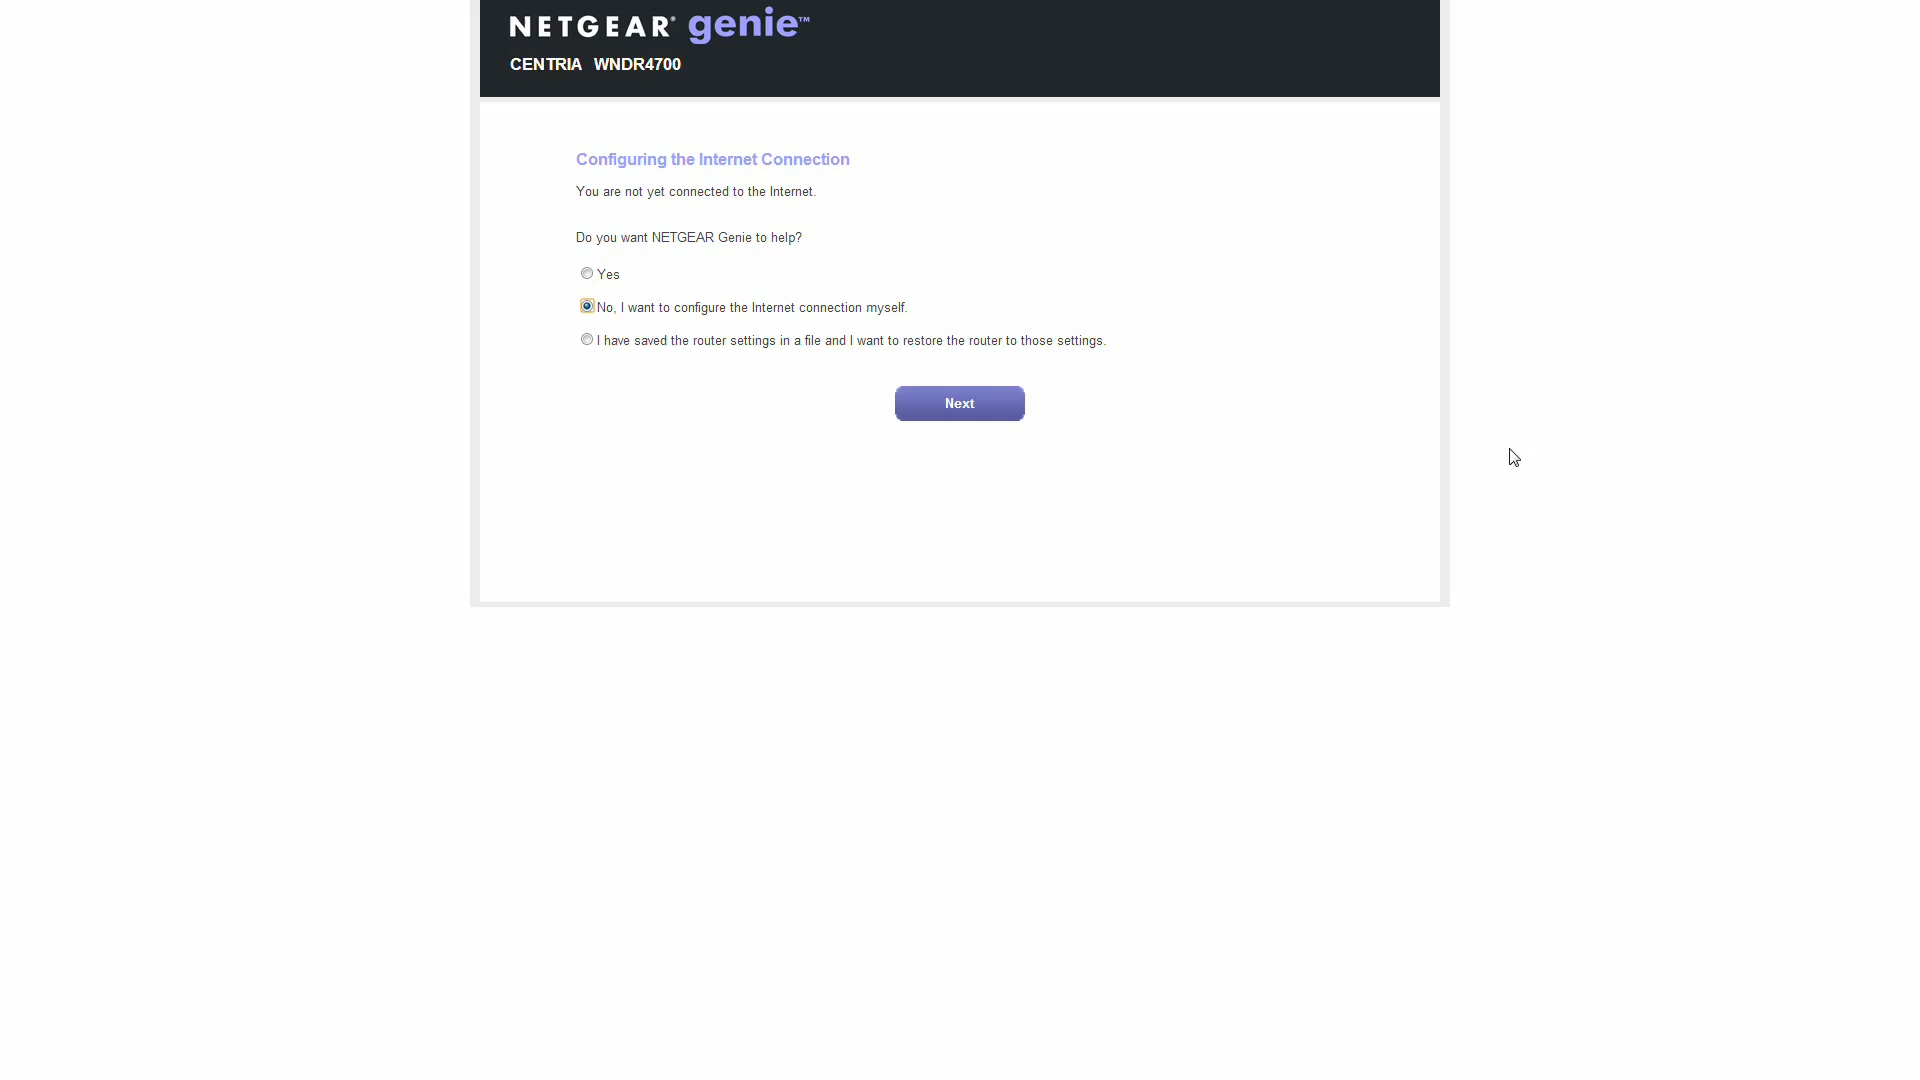 NETGEAR® genie™
CENTRIA WNDR4700
Configuring the Internet Connection
You are not yet connected to the Internet.
Do you want NETGEAR Genie to help?
Yes
No, I want to configure the Internet connection myself.
I have saved the router settings in a file and I want to restore the router to those settings.
Next